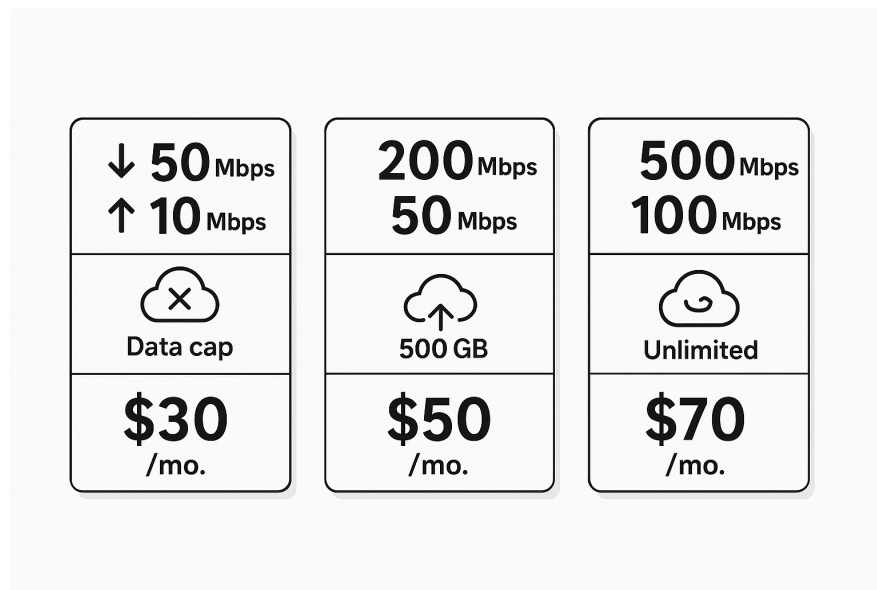 ↓ 50 Mbps
↑ 10 Mbps
Data cap
$30
/mo.
200 Mbps
50 Mbps
500 GB
$50
/mo.
500 Mbps
100 Mbps
Unlimited
$70
/mo.